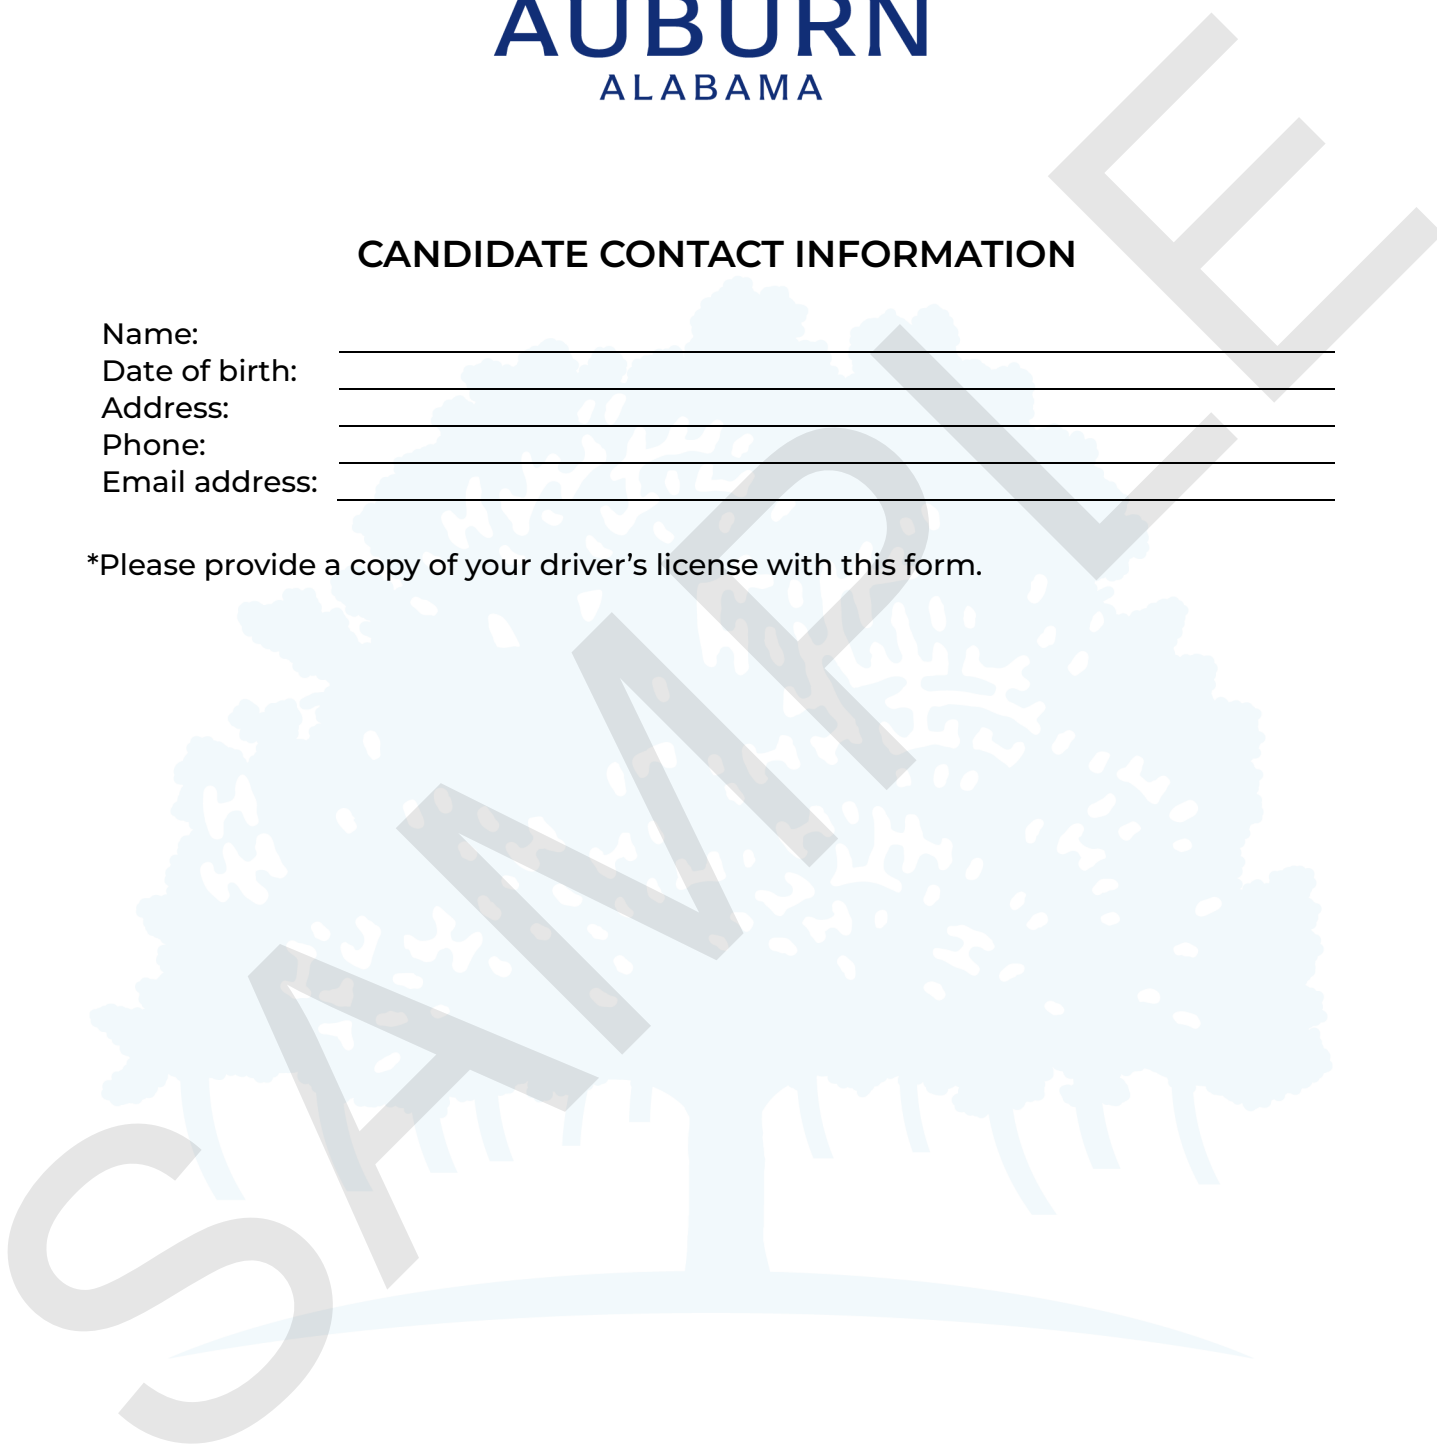 AUBURN
ALABAMA
CANDIDATE CONTACT INFORMATION
Name:
Date of birth:
Address:
Phone:
Email address:
*Please provide a copy of your driver’s license with this form.
SAMPLE